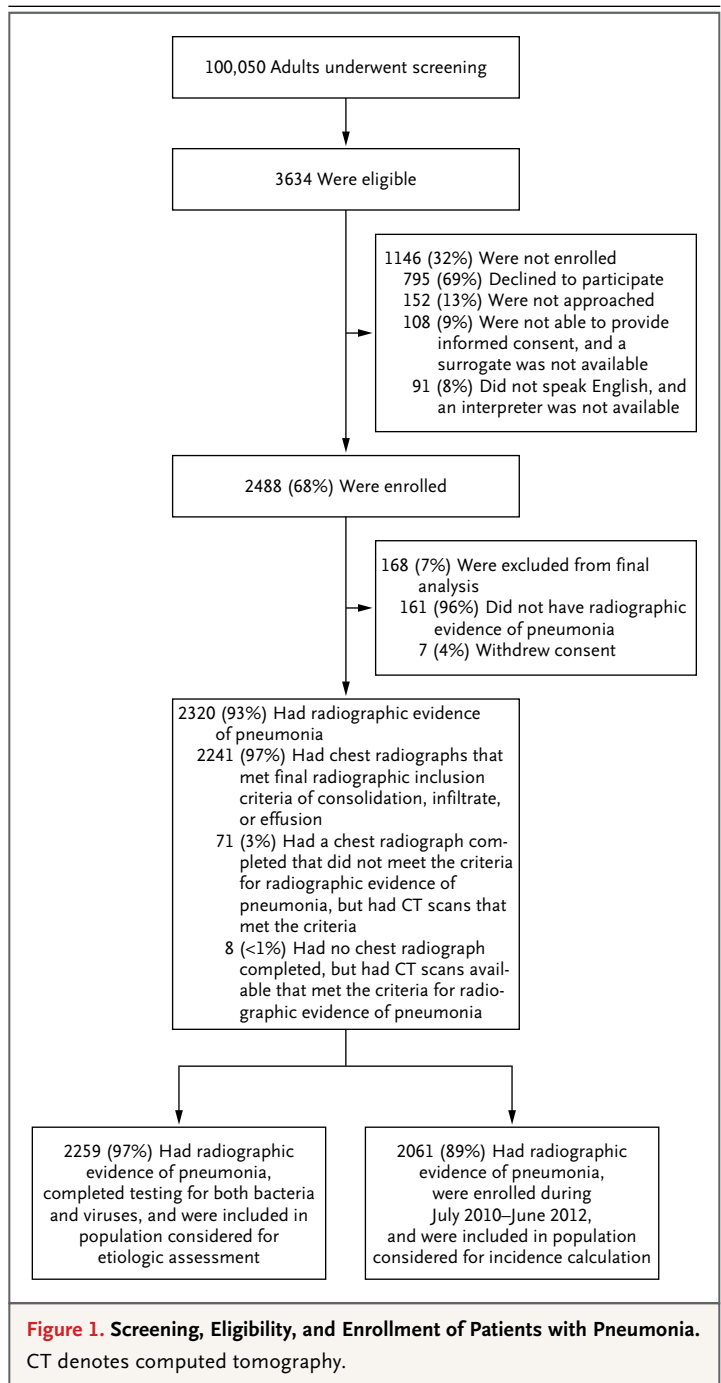 100,050 Adults underwent screening
3634 Were eligible
1146 (32%) Were not enrolled
795 (69%) Declined to participate
152 (13%) Were not approached
108 (9%) Were not able to provide
informed consent, and a
surrogate was not available
91 (8%) Did not speak English, and
an interpreter was not available
2488 (68%) Were enrolled
168 (7%) Were excluded from final
analysis
161 (96%) Did not have radiographic
evidence of pneumonia
7 (4%) Withdrew consent
2320 (93%) Had radiographic evidence
of pneumonia
2241 (97%) Had chest radiographs that
met final radiographic inclusion
criteria of consolidation, infiltrate,
or effusion
71 (3%) Had a chest radiograph com-
pleted that did not meet the criteria
for radiographic evidence of
pneumonia, but had CT scans that
met the criteria
8 (<1%) Had no chest radiograph
completed, but had CT scans avail-
able that met the criteria for radio-
graphic evidence of pneumonia
2259 (97%) Had radiographic
evidence of pneumonia,
completed testing for both bacteria
and viruses, and were included in
population considered for
etiologic assessment
2061 (89%) Had radiographic
evidence of pneumonia,
were enrolled during
July 2010–June 2012,
and were included in population
considered for incidence calculation
Figure 1. Screening, Eligibility, and Enrollment of Patients with Pneumonia.
CT denotes computed tomography.